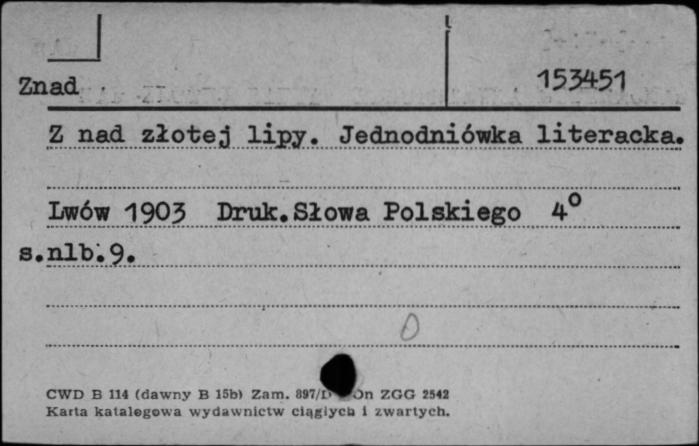 Znad 153451
Z nad złotej lipy. Jednodniówka literacka.
Lwów 1903 Druk.Słowa Polskiego 4°
s.nlb.9.
D
CWD B 114 (dawny B 15b) Zam. 897/D On ZGG 2542
Karta katalogowa wydawnictw ciągłych i zwartych.